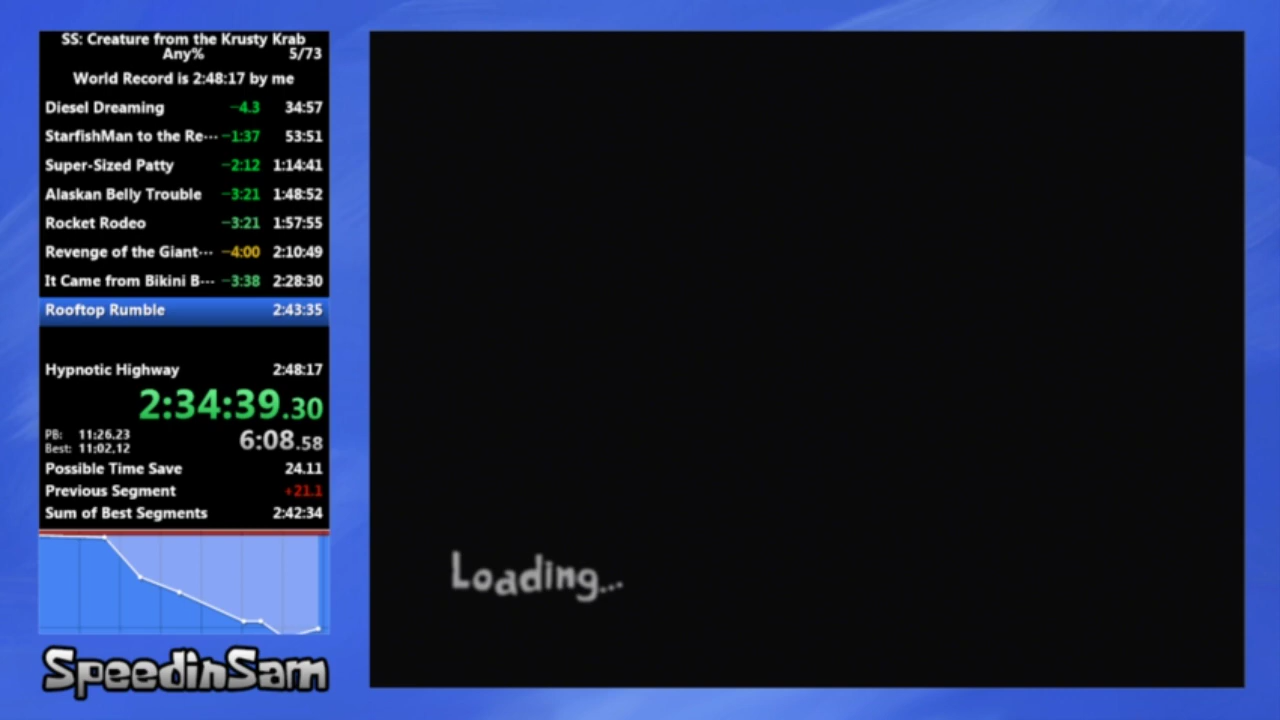 SS: Creature from the Krusty Krab
Any% 5/73
World Record is 2:48:17 by me
Diesel Dreaming -4.3 34:57
StarfishMan to the Re... -1:37 53:51
Super-Sized Patty -2:12 1:14:41
Alaskan Belly Trouble -3:21 1:48:52
Rocket Rodeo -3:21 1:57:55
Revenge of the Giant... -4:00 2:10:49
It Came from Bikini B... -3:38 2:28:30
Rooftop Rumble 2:43:35
Hypnotic Highway 2:48:17
2:34:39.30
PB: 11:26.23 6:08.58
Best: 11:02.12
Possible Time Save 24.11
Previous Segment +21.1
Sum of Best Segments 2:42:34
SpeedinSam
Loading...